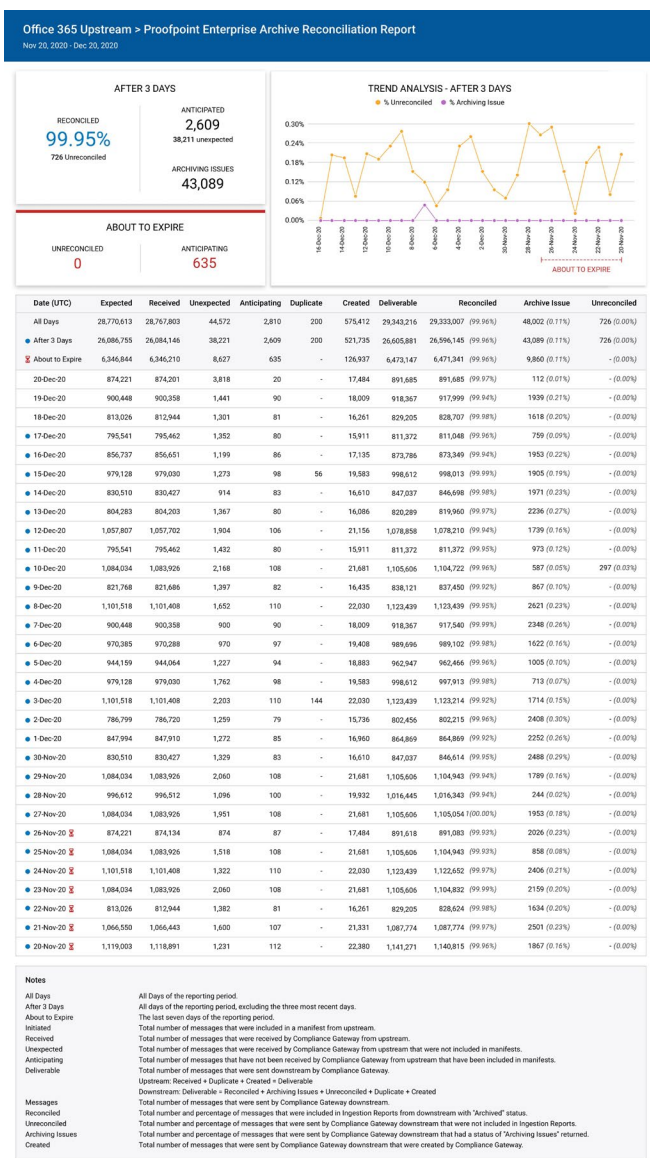 Office 365 Upstream > Proofpoint Enterprise Archive Reconciliation Report
Nov 20, 2020 - Dec 20, 2020
AFTER 3 DAYS
RECONCILED
99.95%
726 Unreconciled
ANTICIPATED
2,609
38,211 unexpected
ARCHIVING ISSUES
43,089
ABOUT TO EXPIRE
UNRECONCILED
0
ANTICIPATING
635
TREND ANALYSIS - AFTER 3 DAYS
% Unreconciled % Archiving Issue
0.30%
0.24%
0.18%
0.12%
0.06%
0.00%
16-Dec-20 14-Dec-20 12-Dec-20 10-Dec-20 8-Dec-20 6-Dec-20 4-Dec-20 2-Dec-20 30-Nov-20 28-Nov-20 26-Nov-20 24-Nov-20 22-Nov-20 20-Nov-20
ABOUT TO EXPIRE
Date (UTC) Expected Received Unexpected Anticipating Duplicate Created Deliverable Reconciled Archive Issue Unreconciled
All Days 28,770,613 28,767,803 44,572 2,810 200 575,412 29,343,216 29,333,007 (99.96%) 48,002 (0.11%) 726 (0.00%)
After 3 Days 26,086,755 26,084,146 38,221 2,609 200 521,735 26,605,881 26,596,145 (99.96%) 43,089 (0.11%) 726 (0.00%)
About to Expire 6,346,844 6,346,210 8,627 635 - 126,937 6,473,147 6,471,341 (99.96%) 9,860 (0.11%) - (0.00%)
20-Dec-20 874,221 874,201 3,818 20 - 17,484 891,685 891,685 (99.97%) 112 (0.01%) - (0.00%)
19-Dec-20 900,448 900,358 1,441 90 - 18,009 918,367 917,999 (99.94%) 1939 (0.21%) - (0.00%)
18-Dec-20 813,026 812,944 1,301 81 - 16,261 829,205 828,707 (99.98%) 1618 (0.20%) - (0.00%)
17-Dec-20 795,541 795,462 1,352 80 - 15,911 811,372 811,048 (99.96%) 759 (0.09%) - (0.00%)
16-Dec-20 856,737 856,651 1,199 86 - 17,135 873,786 873,349 (99.94%) 1953 (0.22%) - (0.00%)
15-Dec-20 979,128 979,030 1,273 98 56 19,583 998,612 998,013 (99.99%) 1905 (0.19%) - (0.00%)
14-Dec-20 830,510 830,427 914 83 - 16,610 847,037 846,698 (99.98%) 1971 (0.23%) - (0.00%)
13-Dec-20 804,283 804,203 1,367 80 - 16,086 820,289 819,960 (99.97%) 2236 (0.27%) - (0.00%)
12-Dec-20 1,057,807 1,057,702 1,904 106 - 21,156 1,078,858 1,078,210 (99.94%) 1739 (0.16%) - (0.00%)
11-Dec-20 795,541 795,462 1,432 80 - 15,911 811,372 811,372 (99.95%) 973 (0.12%) - (0.00%)
10-Dec-20 1,084,034 1,083,926 2,168 108 - 21,681 1,105,608 1,104,722 (99.96%) 587 (0.05%) 297 (0.03%)
9-Dec-20 821,768 821,686 1,397 82 - 16,435 838,121 837,450 (99.92%) 867 (0.10%) - (0.00%)
8-Dec-20 1,101,518 1,101,408 1,652 110 - 22,030 1,123,439 1,123,439 (99.95%) 2621 (0.23%) - (0.00%)
7-Dec-20 900,448 900,358 900 90 - 18,009 918,367 917,540 (99.99%) 2348 (0.26%) - (0.00%)
6-Dec-20 970,385 970,288 970 97 - 19,408 989,696 989,102 (99.98%) 1622 (0.16%) - (0.00%)
5-Dec-20 944,159 944,064 1,227 94 - 18,883 962,947 962,466 (99.96%) 1005 (0.10%) - (0.00%)
4-Dec-20 979,128 979,030 1,762 98 - 19,583 998,612 997,913 (99.98%) 713 (0.07%) - (0.00%)
3-Dec-20 1,101,518 1,101,408 2,203 110 144 22,030 1,123,439 1,123,214 (99.92%) 1714 (0.15%) - (0.00%)
2-Dec-20 786,799 786,720 1,259 79 - 15,736 802,456 802,215 (99.96%) 2408 (0.30%) - (0.00%)
1-Dec-20 847,994 847,910 1,272 85 - 16,960 864,869 864,869 (99.92%) 2252 (0.26%) - (0.00%)
30-Nov-20 830,510 830,427 1,329 83 - 16,610 847,037 846,614 (99.95%) 2488 (0.29%) - (0.00%)
29-Nov-20 1,084,034 1,083,926 2,060 108 - 21,681 1,105,606 1,104,943 (99.94%) 1789 (0.16%) - (0.00%)
28-Nov-20 996,612 996,512 1,096 100 - 19,932 1,016,445 1,016,343 (99.94%) 244 (0.02%) - (0.00%)
27-Nov-20 1,084,034 1,083,926 1,951 108 - 21,681 1,105,606 1,105,054 1(00.00%) 1953 (0.18%) - (0.00%)
26-Nov-20 874,221 874,134 874 87 - 17,484 891,618 891,083 (99.93%) 2026 (0.23%) - (0.00%)
25-Nov-20 1,084,034 1,083,926 1,518 108 - 21,681 1,105,606 1,104,943 (99.93%) 858 (0.08%) - (0.00%)
24-Nov-20 1,101,518 1,101,408 1,322 110 - 22,030 1,123,439 1,122,652 (99.97%) 2406 (0.21%) - (0.00%)
23-Nov-20 1,084,034 1,083,926 2,060 108 - 21,681 1,105,606 1,104,832 (99.99%) 2159 (0.20%) - (0.00%)
22-Nov-20 813,026 812,944 1,382 81 - 16,261 829,205 828,624 (99.98%) 1634 (0.20%) - (0.00%)
21-Nov-20 1,066,550 1,066,443 1,600 107 - 21,331 1,087,774 1,087,774 (99.97%) 2501 (0.23%) - (0.00%)
20-Nov-20 1,119,003 1,118,891 1,231 112 - 22,380 1,141,271 1,140,815 (99.96%) 1867 (0.16%) - (0.00%)
Notes
All Days All Days of the reporting period.
After 3 Days All days of the reporting period, excluding the three most recent days.
About to Expire The last seven days of the reporting period.
Initiated Total number of messages that were included in a manifest from upstream.
Received Total number of messages that were received by Compliance Gateway from upstream.
Unexpected Total number of messages that were received by Compliance Gateway from upstream that were not included in manifests.
Anticipating Total number of messages that have not been received by Compliance Gateway from upstream that have been included in manifests.
Deliverable Total number of messages that were sent downstream by Compliance Gateway.
Upstream: Received + Duplicate + Created = Deliverable
Downstream: Deliverable = Reconciled + Archiving Issues + Unreconciled + Duplicate + Created
Messages Total number of messages that were sent by Compliance Gateway downstream.
Reconciled Total number and percentage of messages that were included in Ingestion Reports from downstream with "Archived" status.
Unreconciled Total number and percentage of messages that were sent by Compliance Gateway downstream that were not included in Ingestion Reports.
Archiving Issues Total number and percentage of messages that were sent by Compliance Gateway downstream that had a status of "Archiving Issues" returned.
Created Total number of messages that were sent by Compliance Gateway downstream that were created by Compliance Gateway.